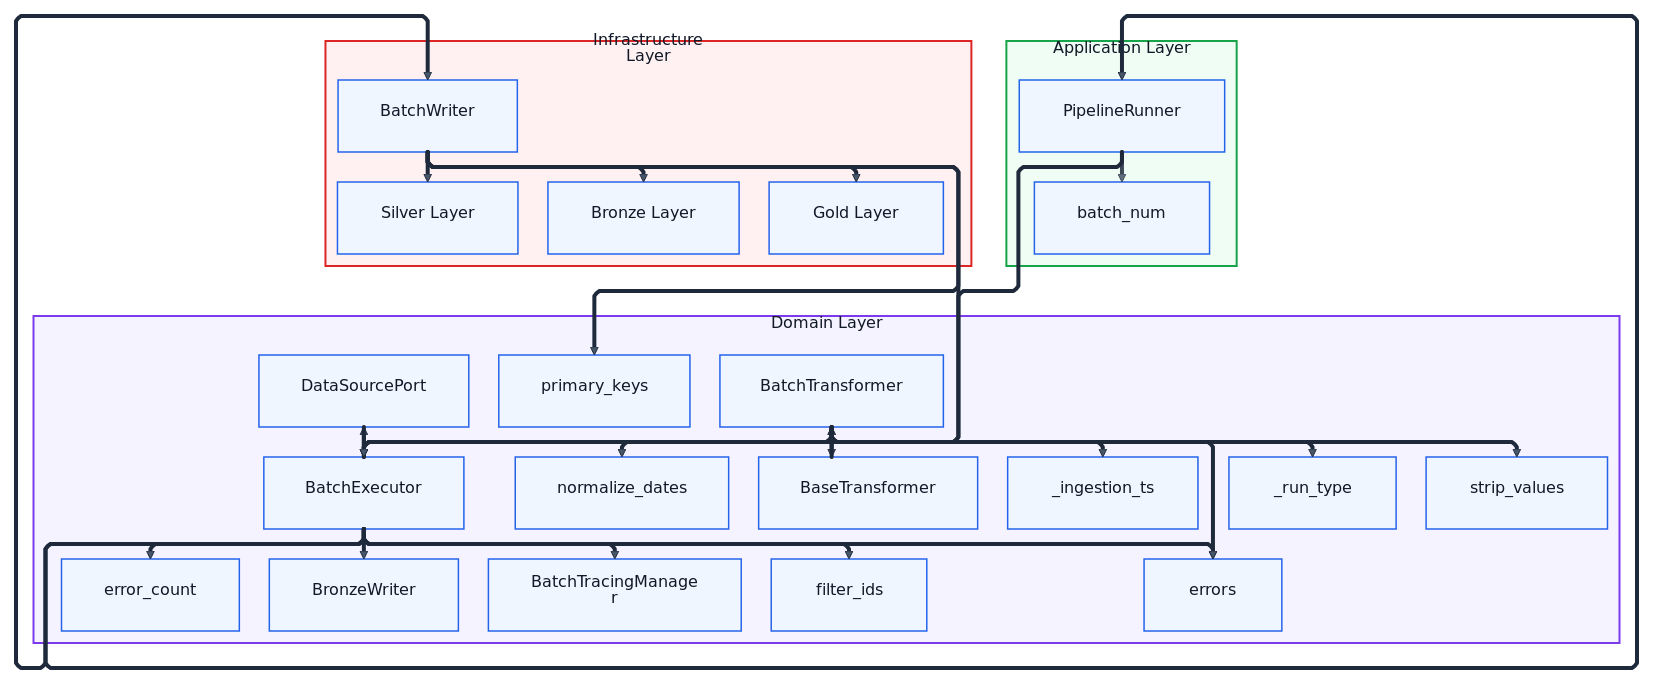 Infrastructure
Layer
Application Layer
BatchWriter
PipelineRunner
Silver Layer
Bronze Layer
Gold Layer
batch_num
Domain Layer
DataSourcePort
primary_keys
BatchTransformer
BatchExecutor
normalize_dates
BaseTransformer
_ingestion_ts
_run_type
strip_values
error_count
BronzeWriter
BatchTracingManage
r
filter_ids
errors